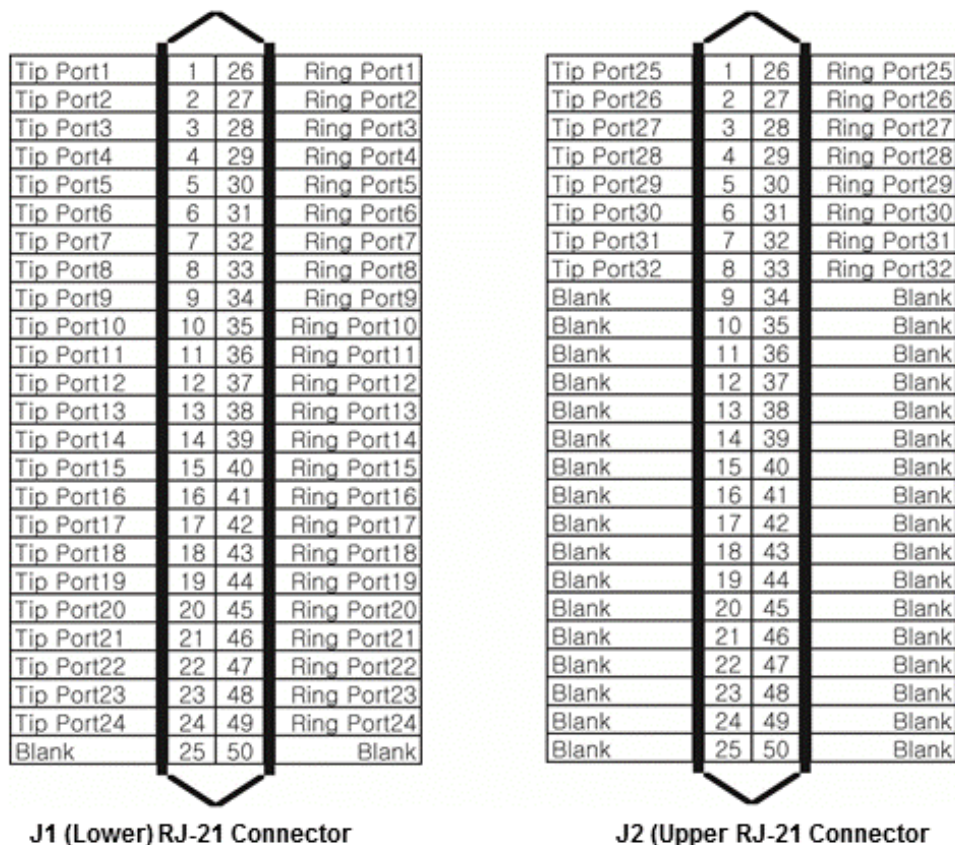 Tip Port1 1 26 Ring Port1
Tip Port2 2 27 Ring Port2
Tip Port3 3 28 Ring Port3
Tip Port4 4 29 Ring Port4
Tip Port5 5 30 Ring Port5
Tip Port6 6 31 Ring Port6
Tip Port7 7 32 Ring Port7
Tip Port8 8 33 Ring Port8
Tip Port9 9 34 Ring Port9
Tip Port10 10 35 Ring Port10
Tip Port11 11 36 Ring Port11
Tip Port12 12 37 Ring Port12
Tip Port13 13 38 Ring Port13
Tip Port14 14 39 Ring Port14
Tip Port15 15 40 Ring Port15
Tip Port16 16 41 Ring Port16
Tip Port17 17 42 Ring Port17
Tip Port18 18 43 Ring Port18
Tip Port19 19 44 Ring Port19
Tip Port20 20 45 Ring Port20
Tip Port21 21 46 Ring Port21
Tip Port22 22 47 Ring Port22
Tip Port23 23 48 Ring Port23
Tip Port24 24 49 Ring Port24
Blank 25 50 Blank
J1 (Lower) RJ-21 Connector
Tip Port25 1 26 Ring Port25
Tip Port26 2 27 Ring Port26
Tip Port27 3 28 Ring Port27
Tip Port28 4 29 Ring Port28
Tip Port29 5 30 Ring Port29
Tip Port30 6 31 Ring Port30
Tip Port31 7 32 Ring Port31
Tip Port32 8 33 Ring Port32
Blank 9 34 Blank
Blank 10 35 Blank
Blank 11 36 Blank
Blank 12 37 Blank
Blank 13 38 Blank
Blank 14 39 Blank
Blank 15 40 Blank
Blank 16 41 Blank
Blank 17 42 Blank
Blank 18 43 Blank
Blank 19 44 Blank
Blank 20 45 Blank
Blank 21 46 Blank
Blank 22 47 Blank
Blank 23 48 Blank
Blank 24 49 Blank
Blank 25 50 Blank
J2 (Upper RJ-21 Connector